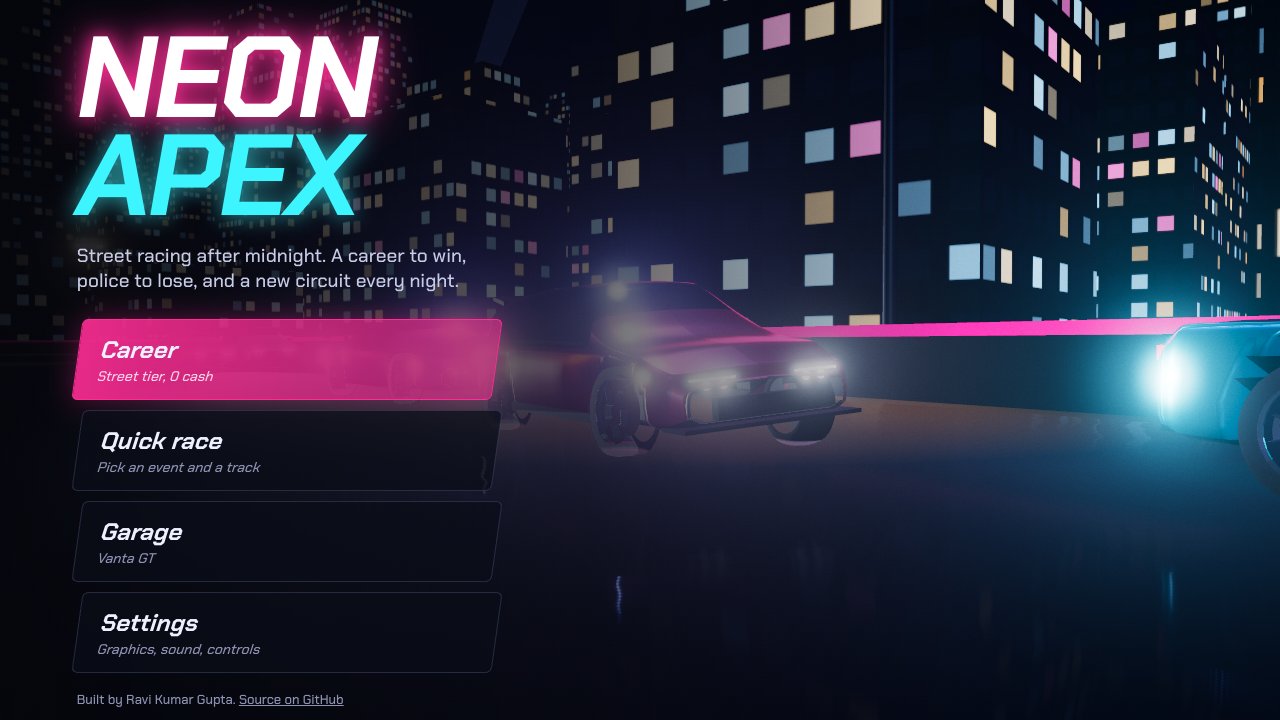 NEON
APEX
Street racing after midnight. A career to win,
police to lose, and a new circuit every night.
Career
Street tier, 0 cash
Quick race
Pick an event and a track
Garage
Vanta GT
Settings
Graphics, sound, controls
Built by Ravi Kumar Gupta. Source on GitHub